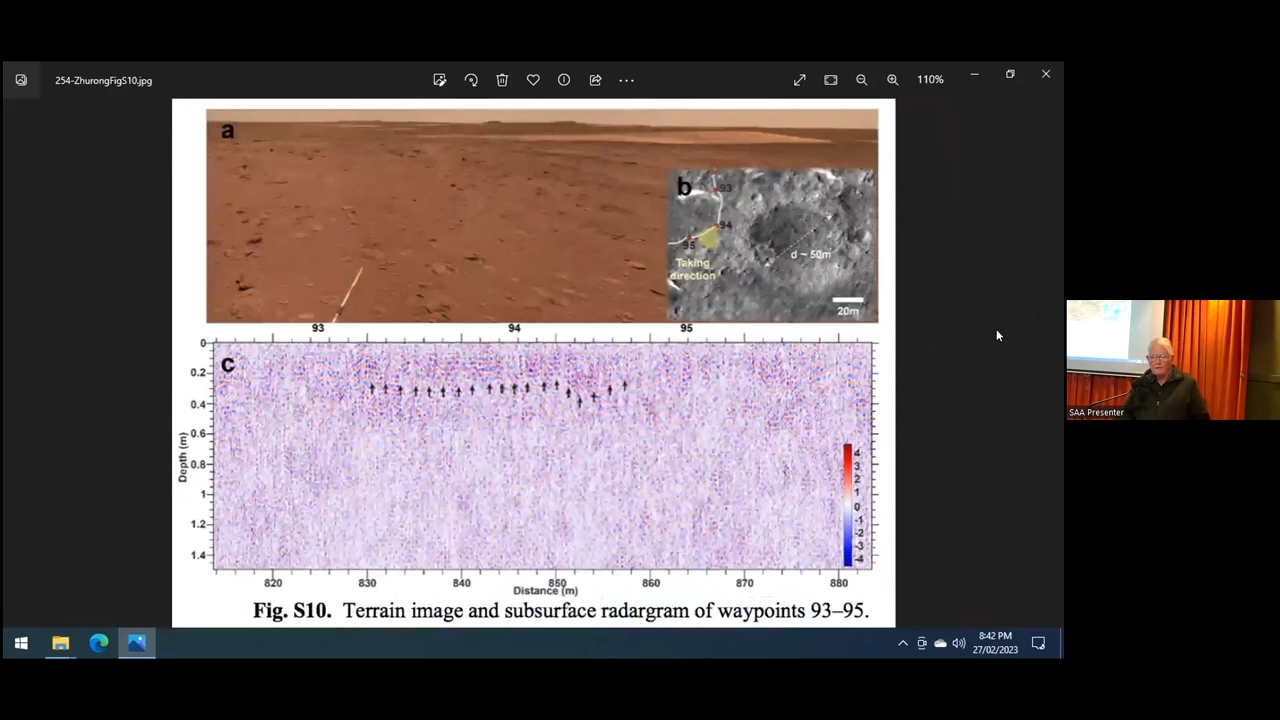 254-ZhurongFigS10.jpg
110%
a
b
93
94
95
d ~ 50m
Taking
direction
20m
93 94 95
c
0
0.2
0.4
0.6
0.8
1
1.2
1.4
Depth (m)
4
3
2
1
0
-1
-2
-3
-4
820 830 840 850 860 870 880
Distance (m)
Fig. S10. Terrain image and subsurface radargram of waypoints 93–95.
8:42 PM
27/02/2023
SAA Presenter